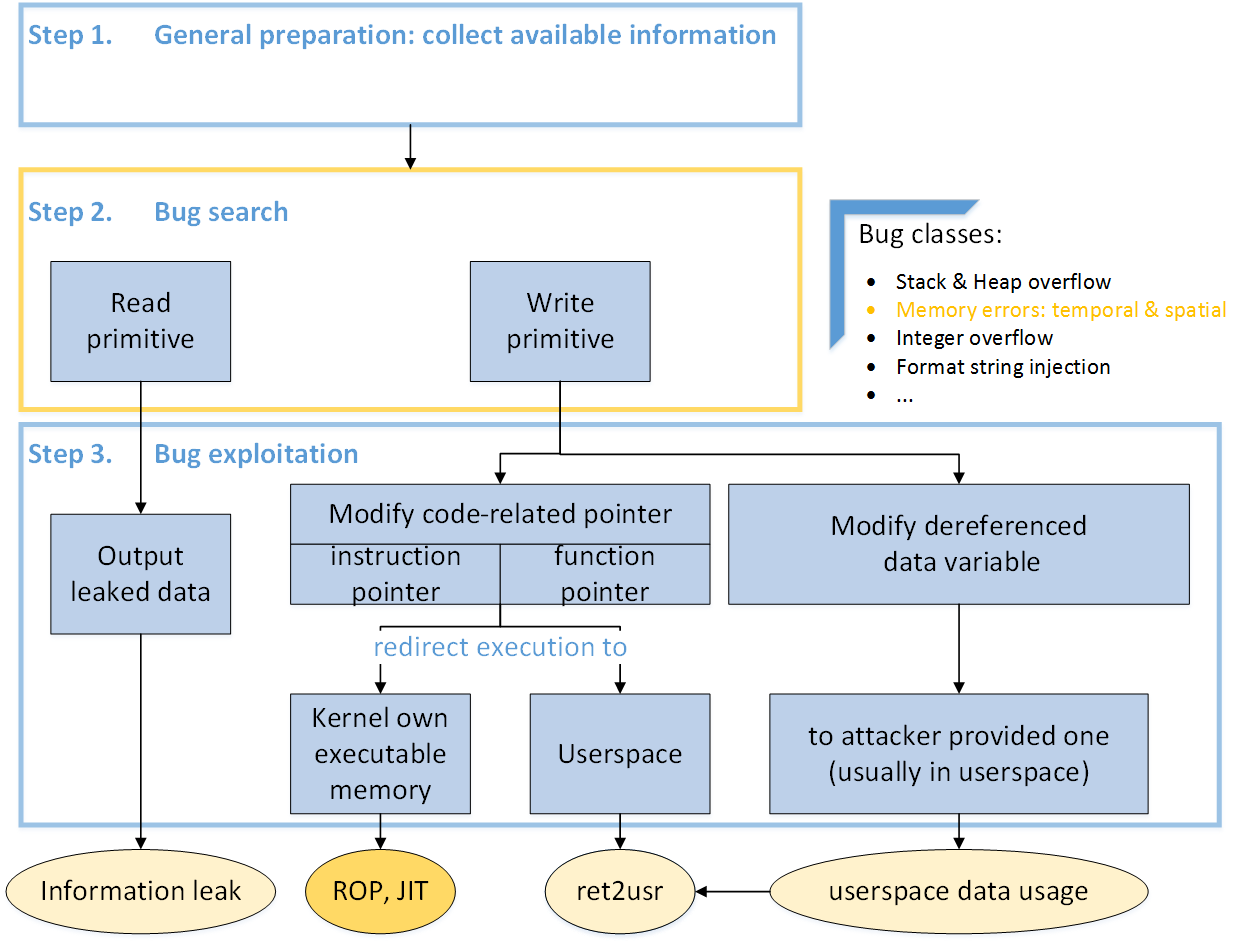 Step 1. General preparation: collect available information
Step 2. Bug search
Read
primitive
Write
primitive
Bug classes:
• Stack & Heap overflow
• Memory errors: temporal & spatial
• Integer overflow
• Format string injection
• ...
Step 3. Bug exploitation
Output
leaked data
Modify code-related pointer
instruction
pointer
function
pointer
Modify dereferenced
data variable
redirect execution to
Kernel own
executable
memory
Userspace
to attacker provided one
(usually in userspace)
Information leak
ROP, JIT
ret2usr
userspace data usage